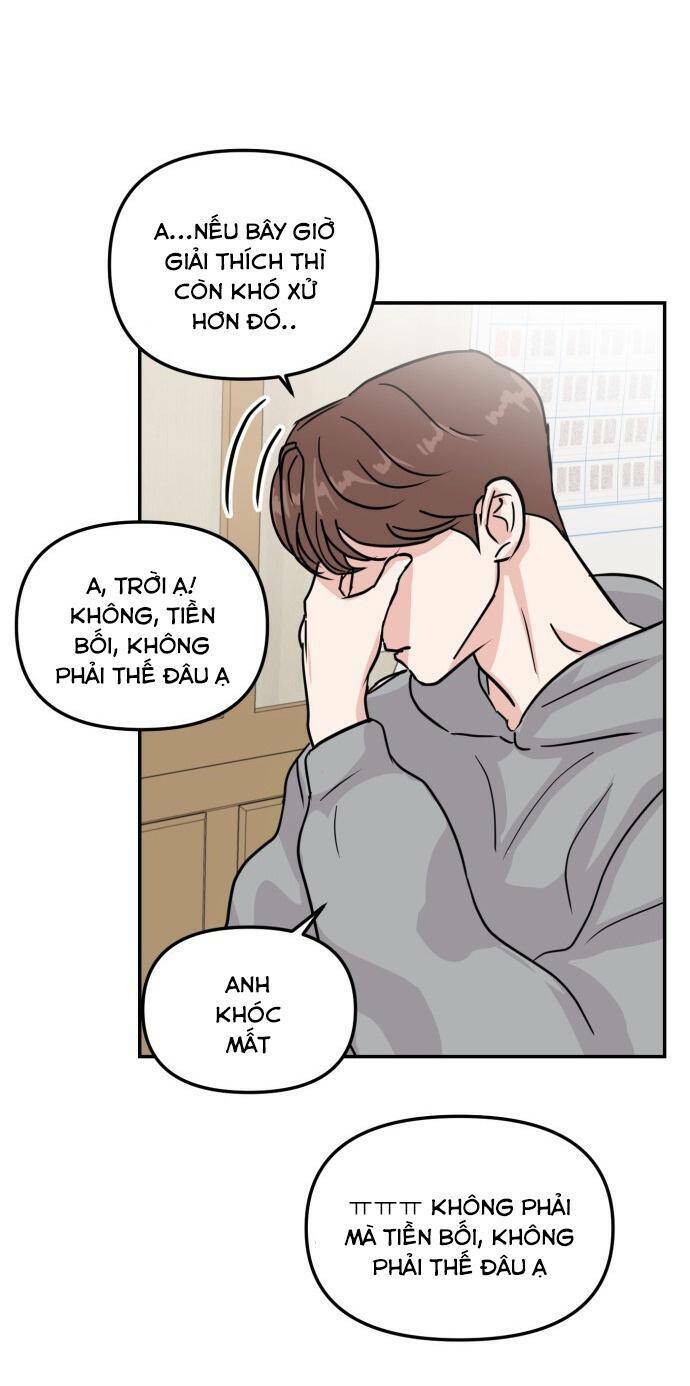 A...NẾU BÂY GIỜ
GIẢI THÍCH THÌ
CÒN KHÓ XỬ
HƠN ĐÓ..
A, TRỜI Ạ!
KHÔNG, TIỀN
BỐI, KHÔNG
PHẢI THẾ ĐÂU Ạ
ANH
KHÓC
MẤT
ㅠㅠㅠ KHÔNG PHẢI
MÀ TIỀN BỐI, KHÔNG
PHẢI THẾ ĐÂU Ạ